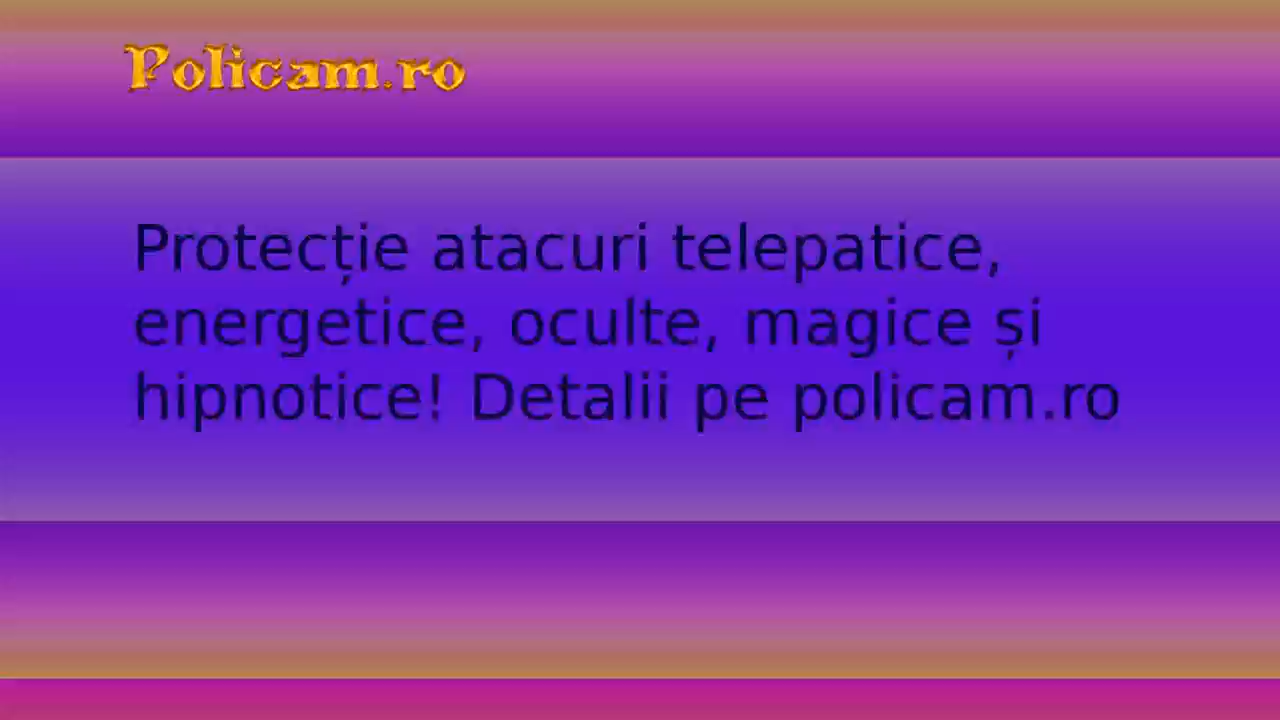 Policam.ro
Protecție atacuri telepatice,
energetice, oculte, magice și
hipnotice! Detalii pe policam.ro